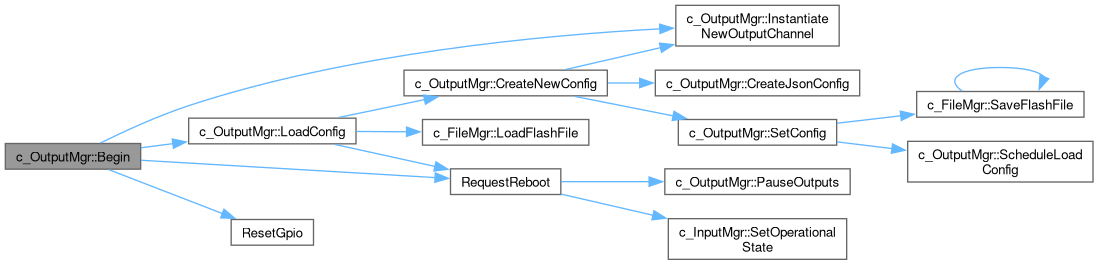 c_OutputMgr::Instantiate
NewOutputChannel
c_OutputMgr::CreateNewConfig
c_OutputMgr::CreateJsonConfig
c_FileMgr::SaveFlashFile
c_OutputMgr::LoadConfig
c_FileMgr::LoadFlashFile
c_OutputMgr::SetConfig
c_OutputMgr::Begin
c_OutputMgr::ScheduleLoad
Config
RequestReboot
c_OutputMgr::PauseOutputs
ResetGpio
c_InputMgr::SetOperational
State